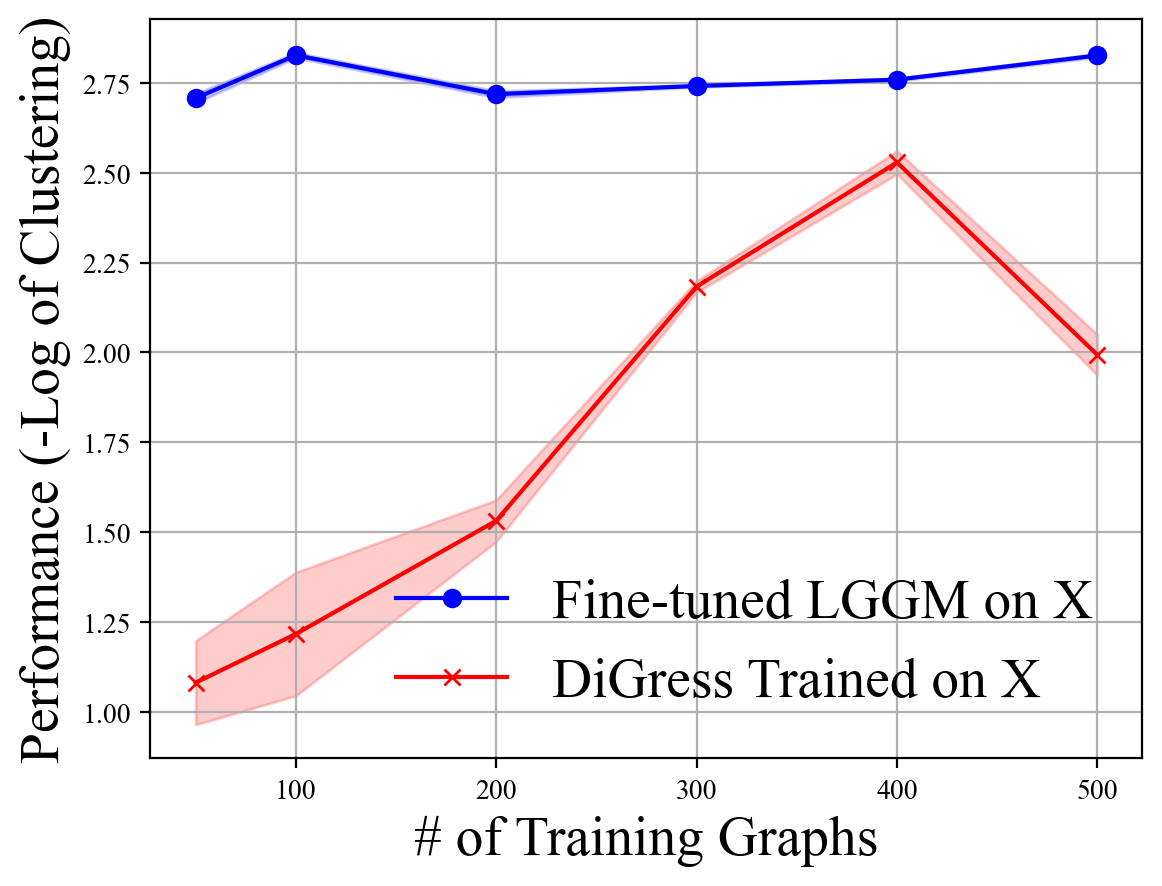 Performance (-Log of Clustering)
2.75
2.50
2.25
2.00
1.75
1.50
1.25
1.00
Fine-tuned LGGM on X
DiGress Trained on X
100 200 300 400 500
# of Training Graphs